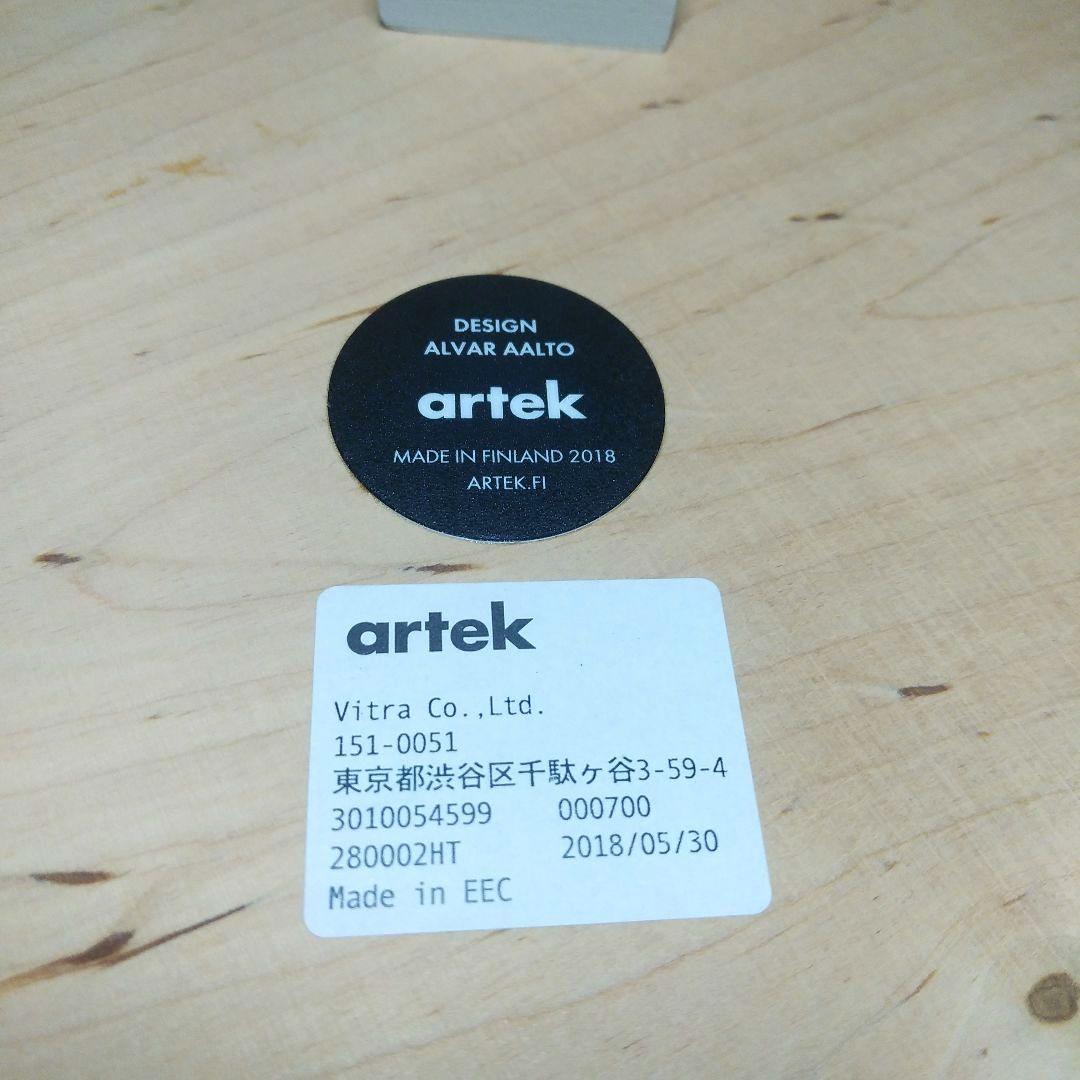 DESIGN
ALVAR AALTO
artek
MADE IN FINLAND 2018
ARTEK.FI
artek
Vitra Co.,Ltd.
151-0051
東京都渋谷区千駄ヶ谷3-59-4
3010054599 000700
280002HT 2018/05/30
Made in EEC